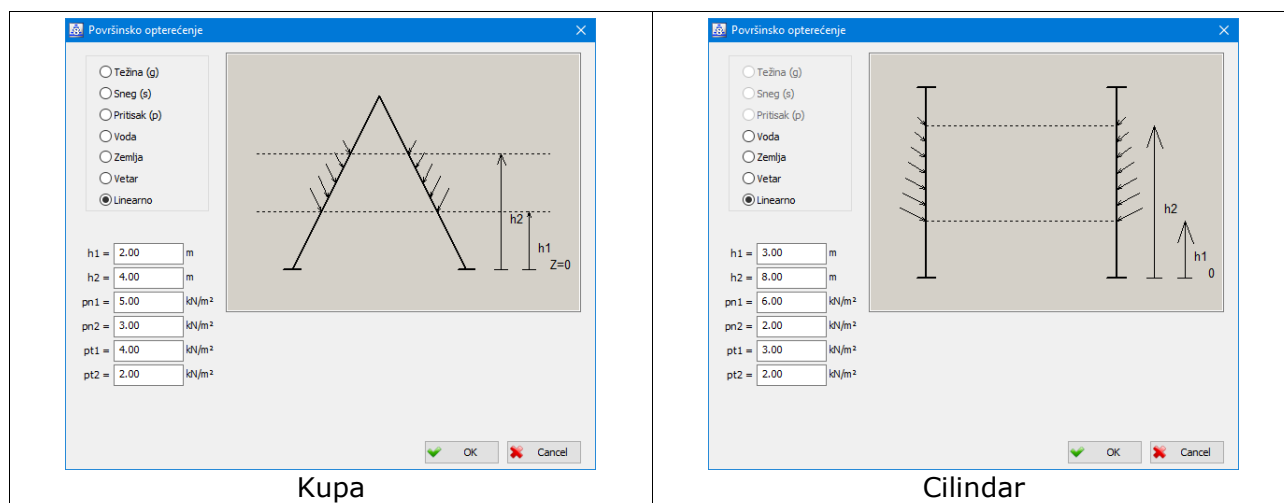 Površinsko opterećenje
Težina (g)
Sneg (s)
Pritisak (p)
Voda
Zemlja
Vetar
Linearno
h2
h1
Z=0
h1 = 2.00 m
h2 = 4.00 m
pn1 = 5.00 kN/m²
pn2 = 3.00 kN/m²
pt1 = 4.00 kN/m²
pt2 = 2.00 kN/m²
OK Cancel
Kupa
Površinsko opterećenje
Težina (g)
Sneg (s)
Pritisak (p)
Voda
Zemlja
Vetar
Linearno
h2
h1
0
h1 = 3.00 m
h2 = 8.00 m
pn1 = 6.00 kN/m²
pn2 = 2.00 kN/m²
pt1 = 3.00 kN/m²
pt2 = 2.00 kN/m²
OK Cancel
Cilindar